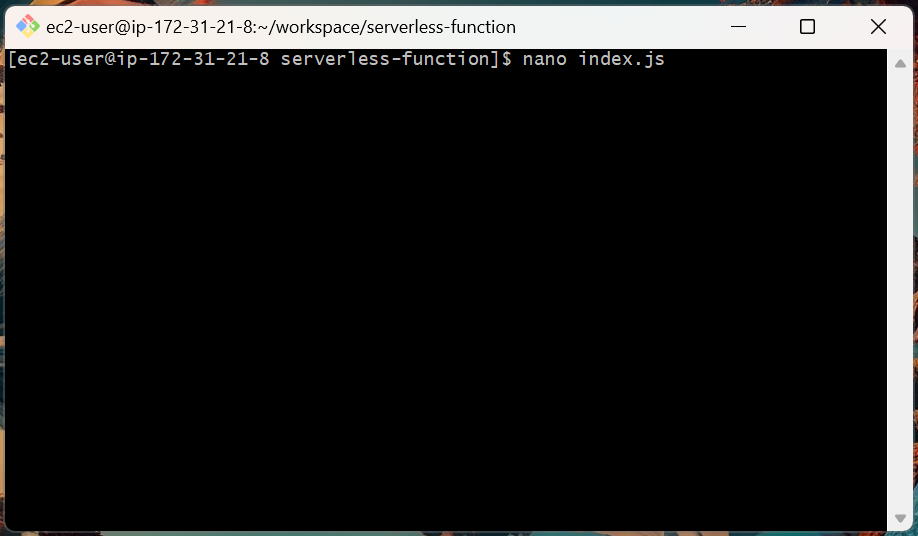 ec2-user@ip-172-31-21-8:~/workspace/serverless-function
[ec2-user@ip-172-31-21-8 serverless-function]$ nano index.js